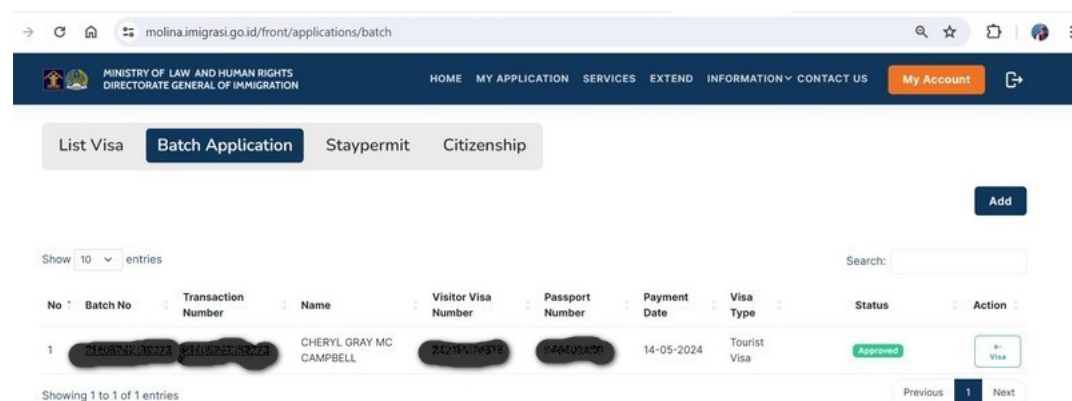 molina.imigrasi.go.id/front/applications/batch
MINISTRY OF LAW AND HUMAN RIGHTS
DIRECTORATE GENERAL OF IMMIGRATION
HOME MY APPLICATION SERVICES EXTEND INFORMATION CONTACT US My Account
List Visa Batch Application Staypermit Citizenship
Add
Show 10 entries Search:
No Batch No Transaction Number Name Visitor Visa Number Passport Number Payment Date Visa Type Status Action
1 CHERYL GRAY MC CAMPBELL 14-05-2024 Tourist Visa Approved e-Visa
Showing 1 to 1 of 1 entries Previous 1 Next